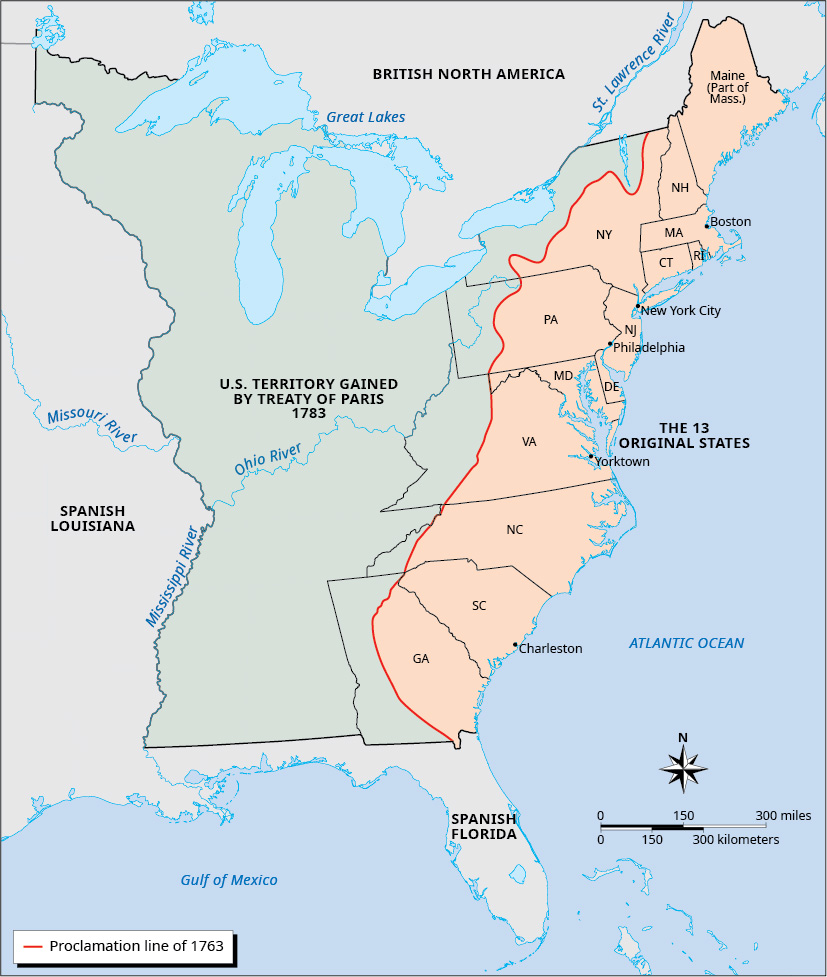 BRITISH NORTH AMERICA
St. Lawrence River
Maine
(Part of
Mass.)
Great Lakes
NH
Boston
NY
MA
CT
RI
New York City
PA
NJ
Philadelphia
MD
DE
U.S. TERRITORY GAINED
BY TREATY OF PARIS
1783
Missouri River
Ohio River
VA
THE 13
ORIGINAL STATES
Yorktown
SPANISH
LOUISIANA
Mississippi River
NC
SC
Charleston
GA
ATLANTIC OCEAN
N
SPANISH
FLORIDA
0 150 300 miles
0 150 300 kilometers
Gulf of Mexico
Proclamation line of 1763